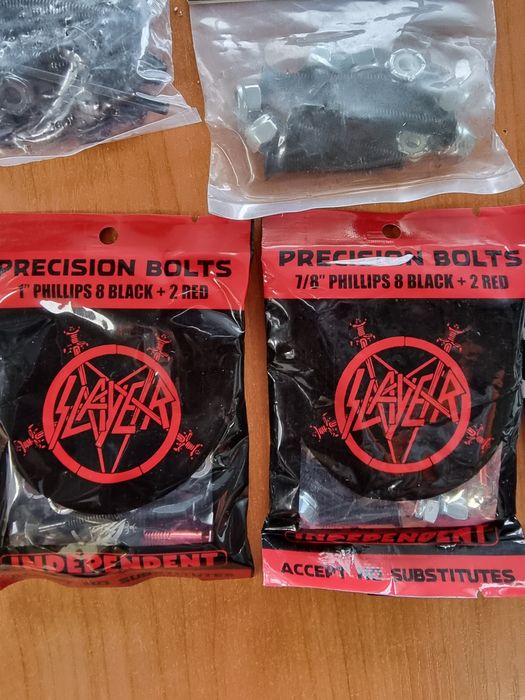 PRECISION BOLTS
1" PHILLIPS 8 BLACK + 2 RED
SLAYER
INDEPENDENT
SUBSTITUTES
PRECISION BOLTS
7/8" PHILLIPS 8 BLACK + 2 RED
SLAYER
INDEPENDENT
ACCEPT NO SUBSTITUTES